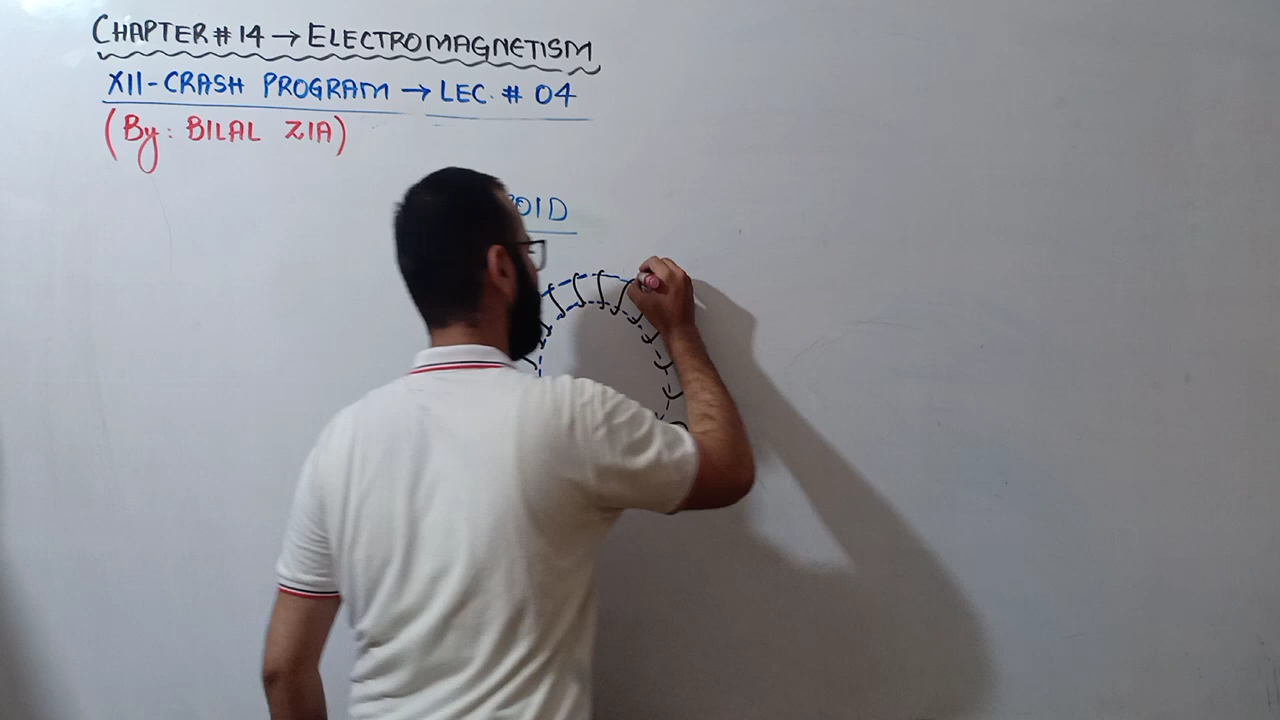 CHAPTER # 14 → ELECTROMAGNETISM
XII-CRASH PROGRAM → LEC. # 04
(By: BILAL ZIA)
OID